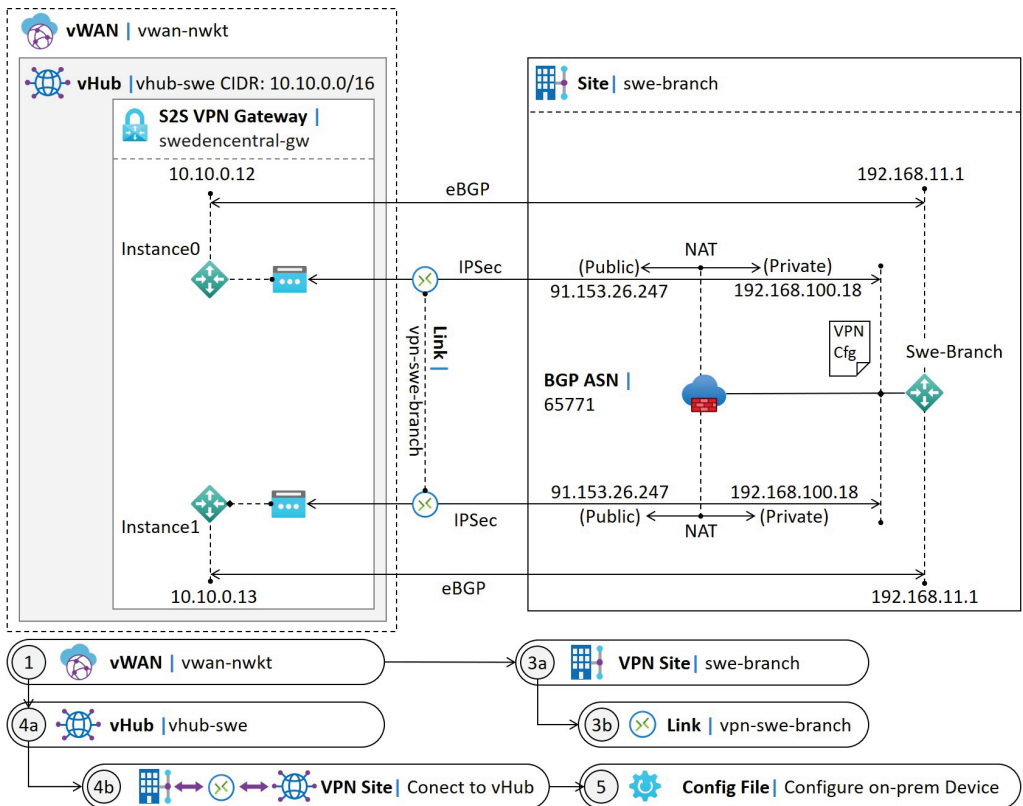 vWAN | vwan-nwkt
vHub |vhub-swe CIDR: 10.10.0.0/16
S2S VPN Gateway |
swedencentral-gw
10.10.0.12
Instance0
Instance1
10.10.0.13
eBGP
IPSec
Link |
vpn-swe-branch
IPSec
eBGP
Site| swe-branch
192.168.11.1
NAT
(Public)
(Private)
91.153.26.247
192.168.100.18
VPN
Cfg
Swe-Branch
BGP ASN |
65771
91.153.26.247
192.168.100.18
(Public)
(Private)
NAT
192.168.11.1
1 vWAN | vwan-nwkt
3a VPN Site| swe-branch
4a vHub |vhub-swe
3b Link | vpn-swe-branch
4b VPN Site| Conect to vHub
5 Config File| Configure on-prem Device